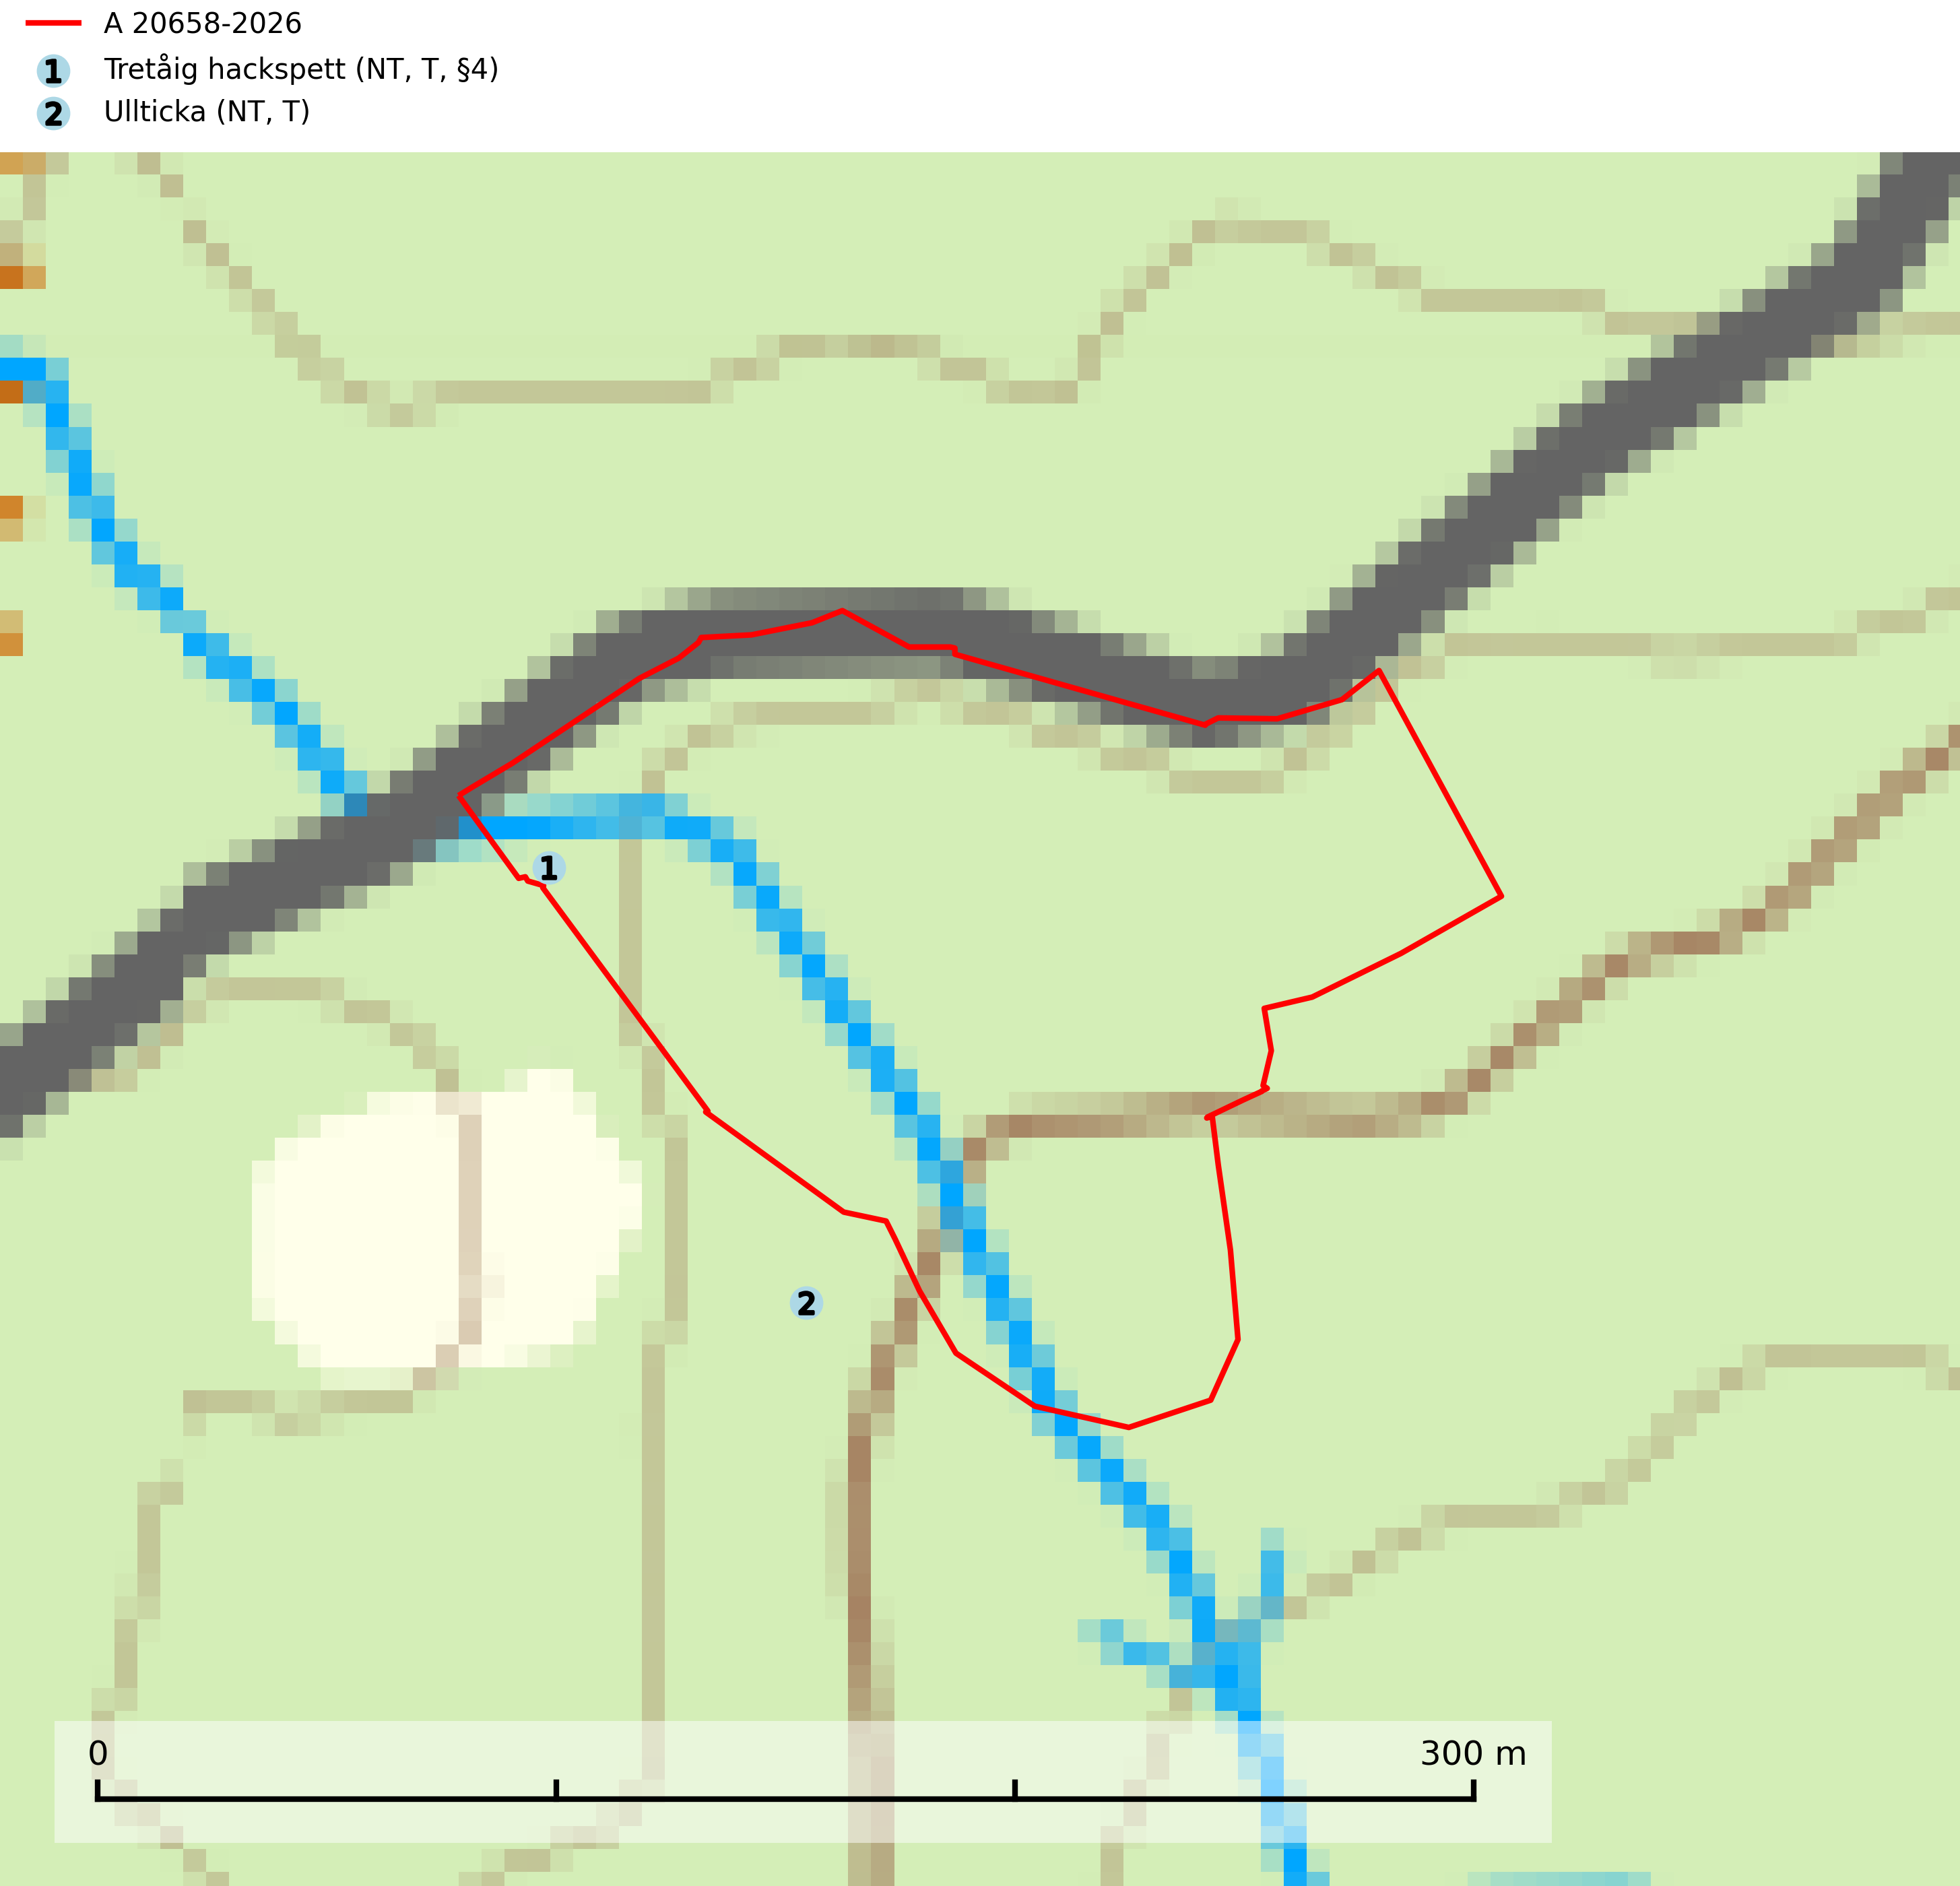 A 20658-2026
1 Tretåig hackspett (NT, T, §4)
2 Ullticka (NT, T)
1
2
0 300 m